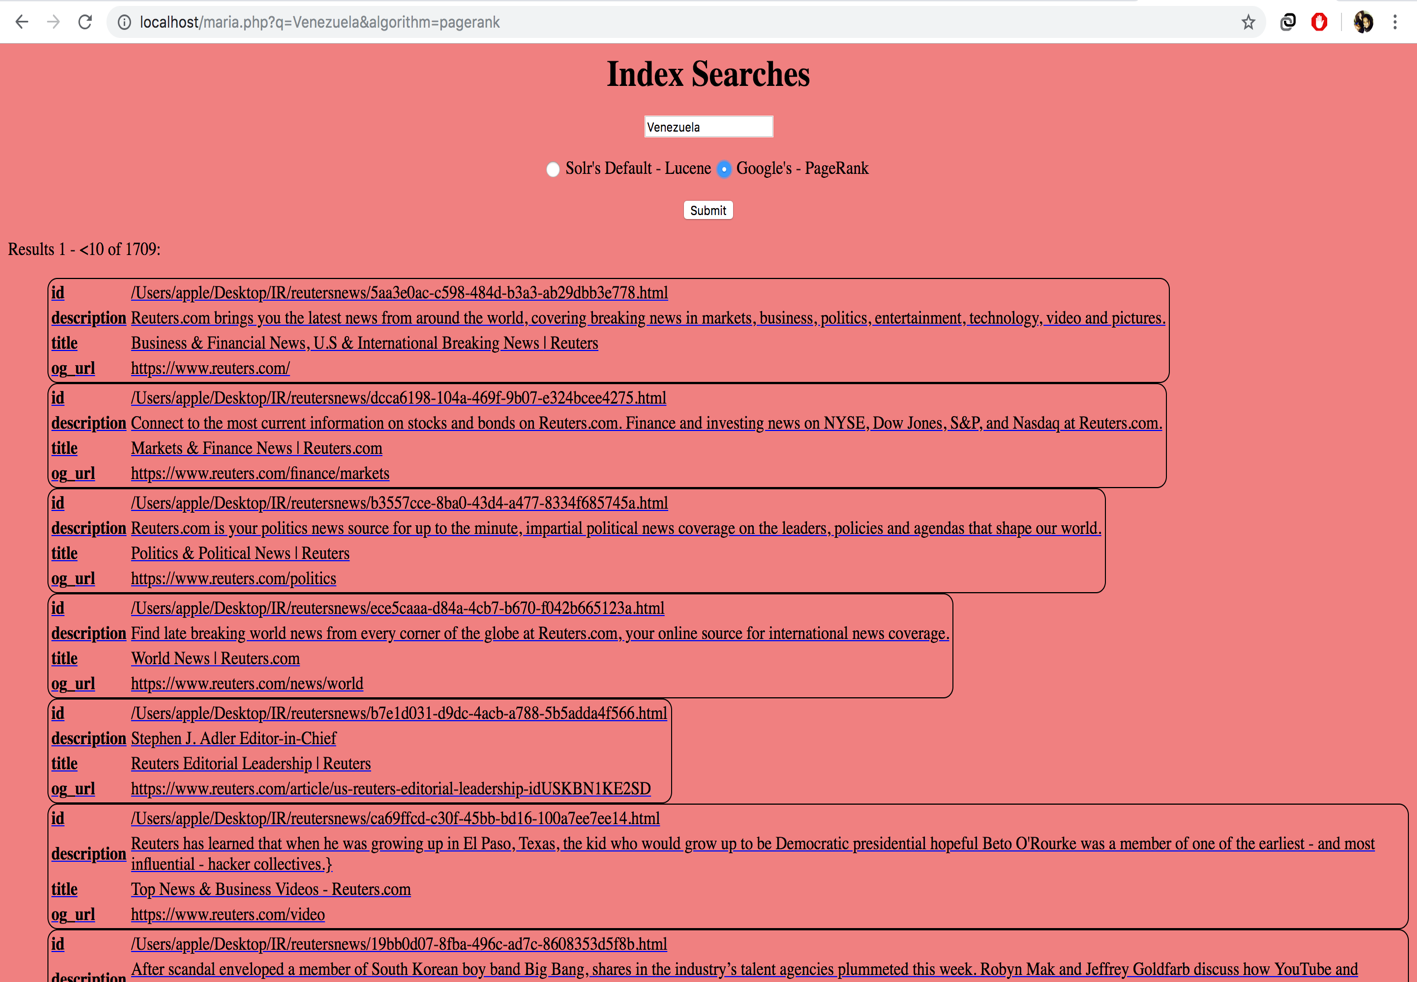 localhost/maria.php?q=Venezuela&algorithm=pagerank
Index Searches
Venezuela
Solr's Default - Lucene Google's - PageRank
Submit
Results 1 - <10 of 1709:
id /Users/apple/Desktop/IR/reutersnews/5aa3e0ac-c598-484d-b3a3-ab29dbb3e778.html
description Reuters.com brings you the latest news from around the world, covering breaking news in markets, business, politics, entertainment, technology, video and pictures.
title Business & Financial News, U.S & International Breaking News | Reuters
og_url https://www.reuters.com/
id /Users/apple/Desktop/IR/reutersnews/dcca6198-104a-469f-9b07-e324bcee4275.html
description Connect to the most current information on stocks and bonds on Reuters.com. Finance and investing news on NYSE, Dow Jones, S&P, and Nasdaq at Reuters.com.
title Markets & Finance News | Reuters.com
og_url https://www.reuters.com/finance/markets
id /Users/apple/Desktop/IR/reutersnews/b3557cce-8ba0-43d4-a477-8334f685745a.html
description Reuters.com is your politics news source for up to the minute, impartial political news coverage on the leaders, policies and agendas that shape our world.
title Politics & Political News | Reuters
og_url https://www.reuters.com/politics
id /Users/apple/Desktop/IR/reutersnews/ece5caaa-d84a-4cb7-b670-f042b665123a.html
description Find late breaking world news from every corner of the globe at Reuters.com, your online source for international news coverage.
title World News | Reuters.com
og_url https://www.reuters.com/news/world
id /Users/apple/Desktop/IR/reutersnews/b7e1d031-d9dc-4acb-a788-5b5adda4f566.html
description Stephen J. Adler Editor-in-Chief
title Reuters Editorial Leadership | Reuters
og_url https://www.reuters.com/article/us-reuters-editorial-leadership-idUSKBN1KE2SD
id /Users/apple/Desktop/IR/reutersnews/ca69ffcd-c30f-45bb-bd16-100a7ee7ee14.html
description Reuters has learned that when he was growing up in El Paso, Texas, the kid who would grow up to be Democratic presidential hopeful Beto O'Rourke was a member of one of the earliest - and most
influential - hacker collectives.}
title Top News & Business Videos - Reuters.com
og_url https://www.reuters.com/video
id /Users/apple/Desktop/IR/reutersnews/19bb0d07-8fba-496c-ad7c-8608353d5f8b.html
description After scandal enveloped a member of South Korean boy band Big Bang, shares in the industry’s talent agencies plummeted this week. Robyn Mak and Jeffrey Goldfarb discuss how YouTube and